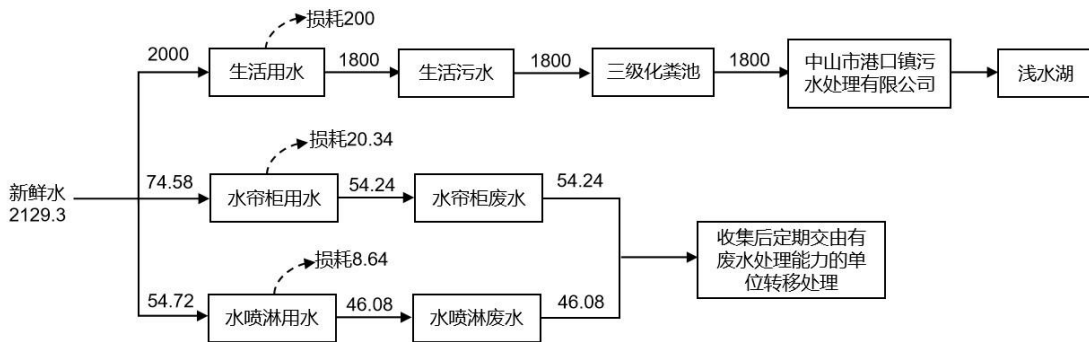 损耗200
2000
生活用水
1800
生活污水
1800
三级化粪池
1800
中山市港口镇污
水处理有限公司
浅水湖
损耗20.34
新鲜水
2129.3
74.58
水帘柜用水
54.24
水帘柜废水
54.24
收集后定期交由有
废水处理能力的单
位转移处理
损耗8.64
54.72
水喷淋用水
46.08
水喷淋废水
46.08